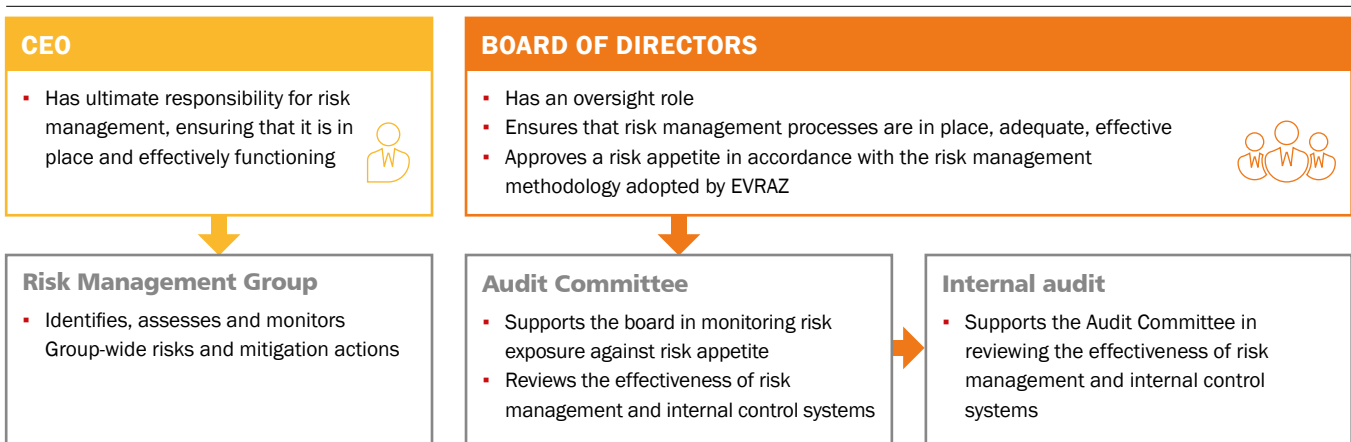 CEO
▪ Has ultimate responsibility for risk
management, ensuring that it is in
place and effectively functioning
BOARD OF DIRECTORS
▪ Has an oversight role
▪ Ensures that risk management processes are in place, adequate, effective
▪ Approves a risk appetite in accordance with the risk management
methodology adopted by EVRAZ
Risk Management Group
▪ Identifies, assesses and monitors
Group-wide risks and mitigation actions
Audit Committee
▪ Supports the board in monitoring risk
exposure against risk appetite
▪ Reviews the effectiveness of risk
management and internal control systems
Internal audit
▪ Supports the Audit Committee in
reviewing the effectiveness of risk
management and internal control
systems